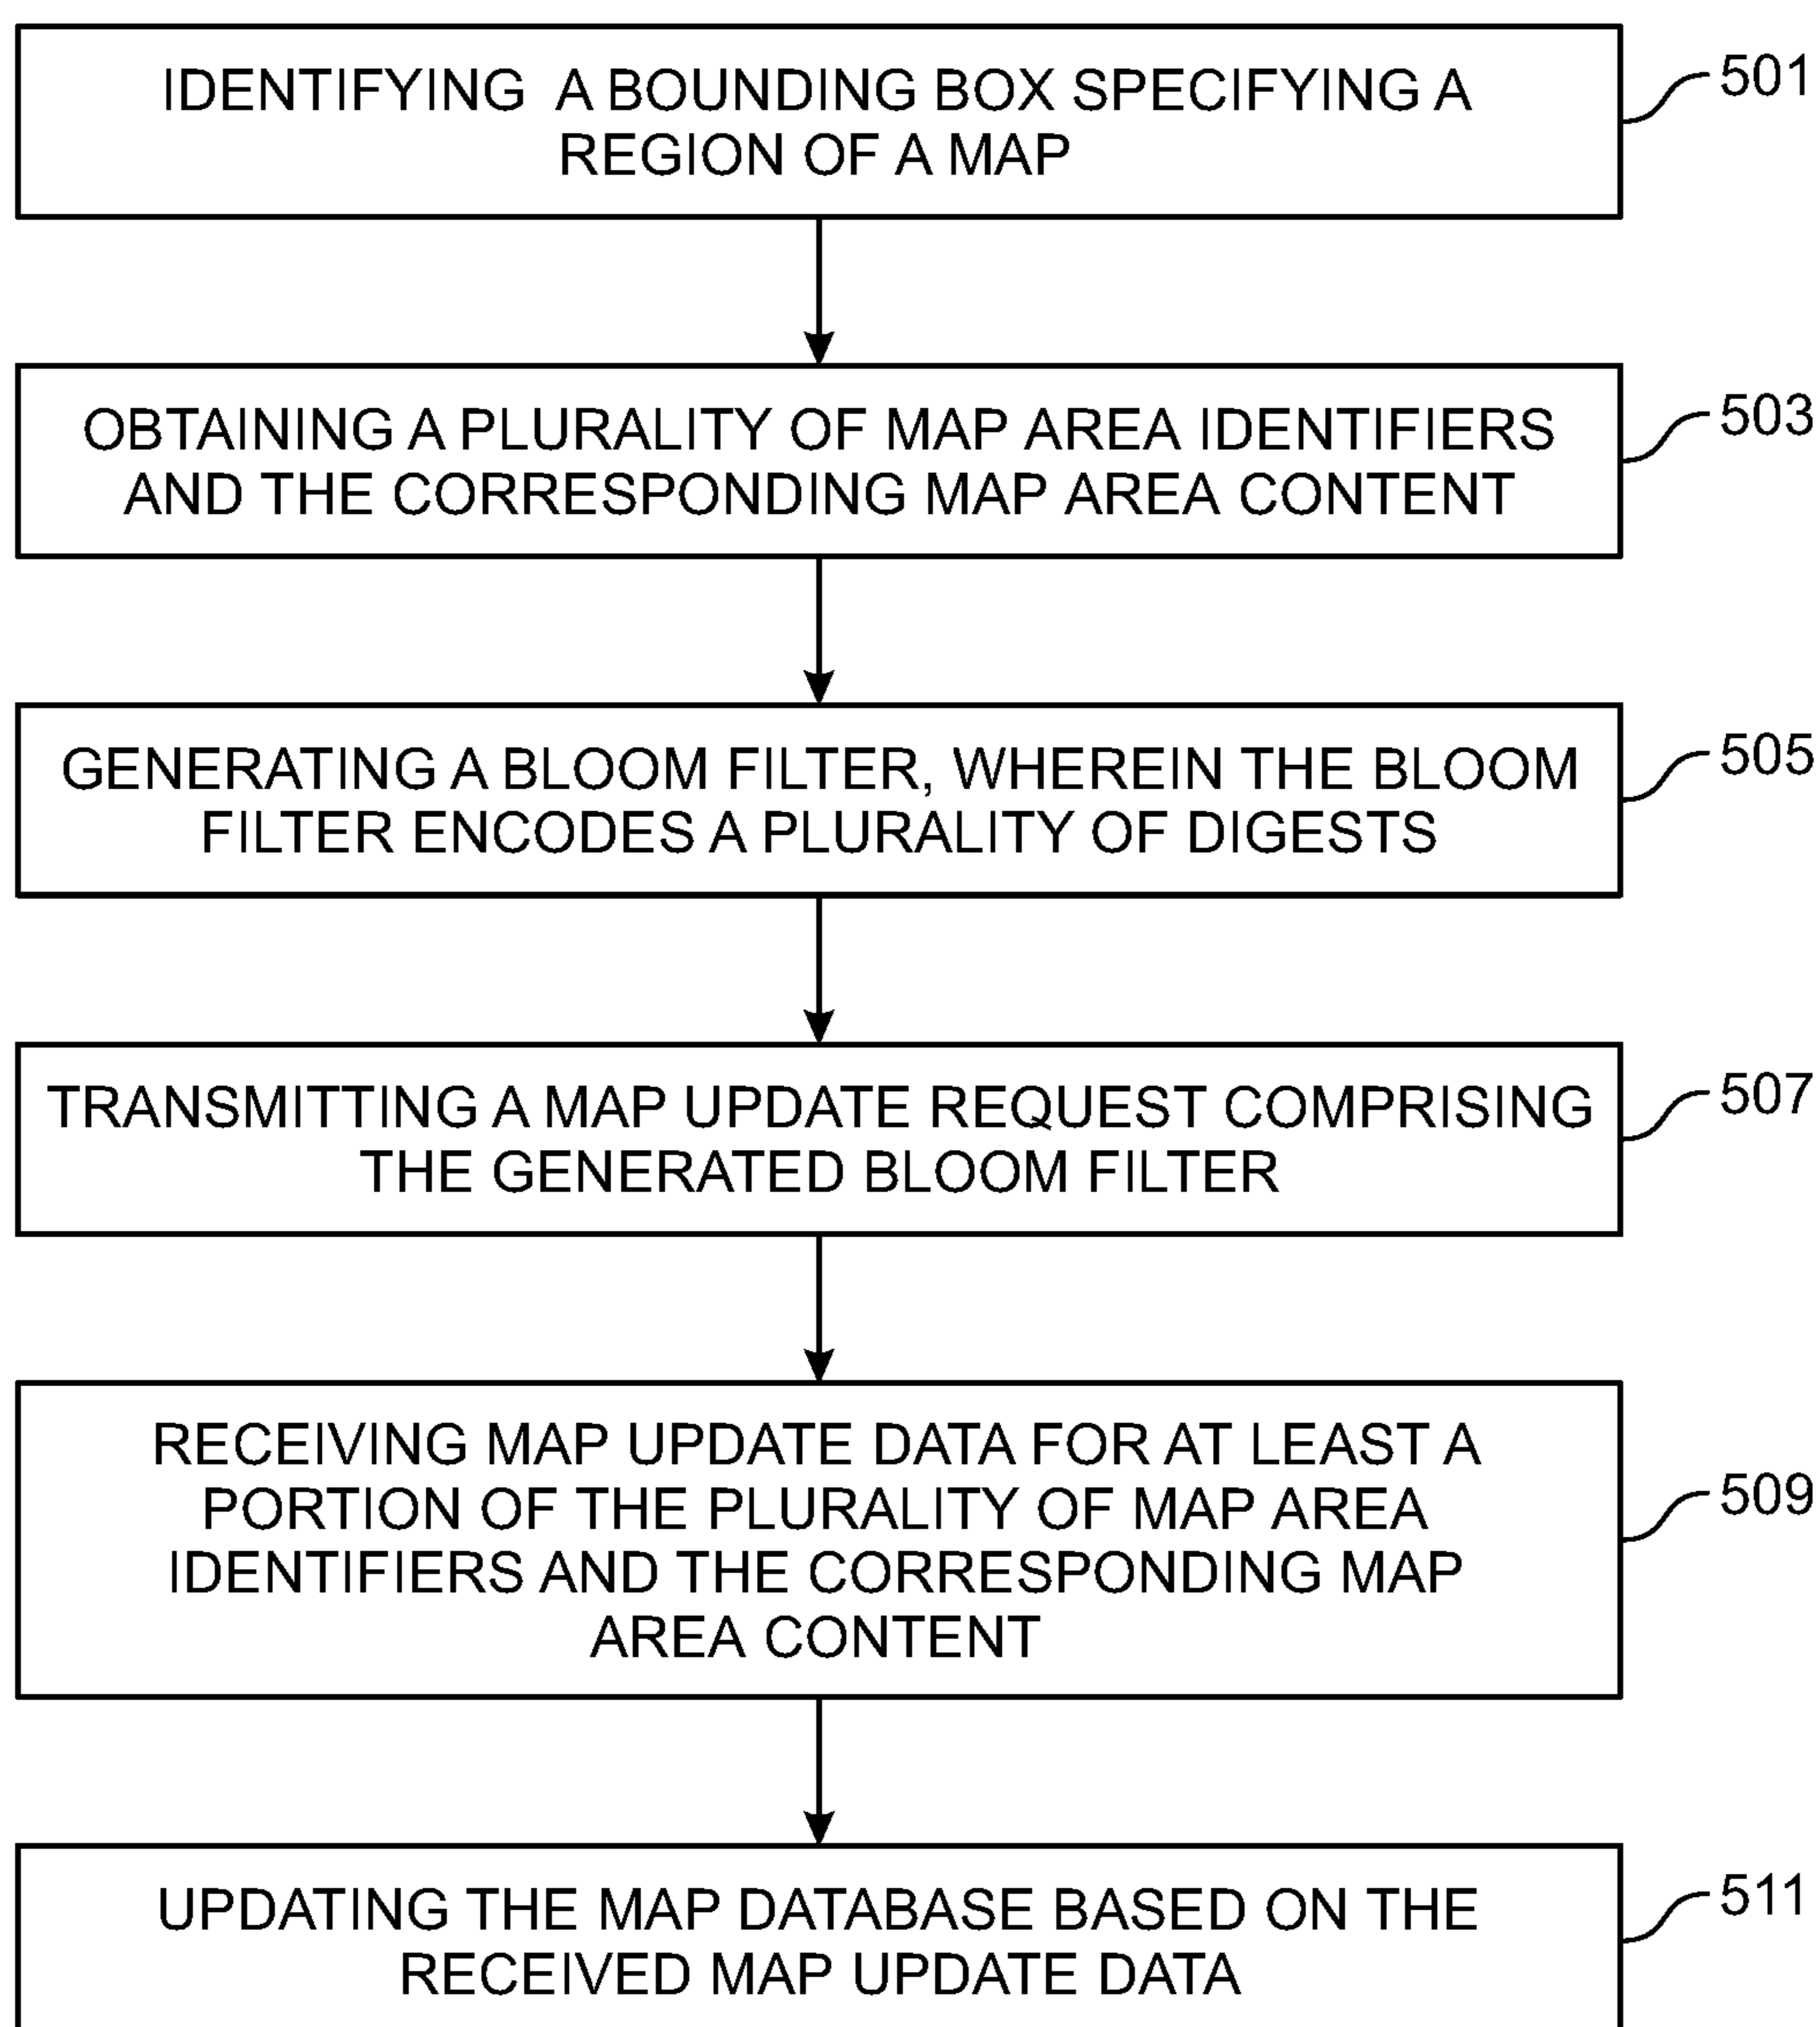 IDENTIFYING A BOUNDING BOX SPECIFYING A
REGION OF A MAP
501
OBTAINING A PLURALITY OF MAP AREA IDENTIFIERS
AND THE CORRESPONDING MAP AREA CONTENT
503
GENERATING A BLOOM FILTER, WHEREIN THE BLOOM
FILTER ENCODES A PLURALITY OF DIGESTS
505
TRANSMITTING A MAP UPDATE REQUEST COMPRISING
THE GENERATED BLOOM FILTER
507
RECEIVING MAP UPDATE DATA FOR AT LEAST A
PORTION OF THE PLURALITY OF MAP AREA
IDENTIFIERS AND THE CORRESPONDING MAP
AREA CONTENT
509
UPDATING THE MAP DATABASE BASED ON THE
RECEIVED MAP UPDATE DATA
511